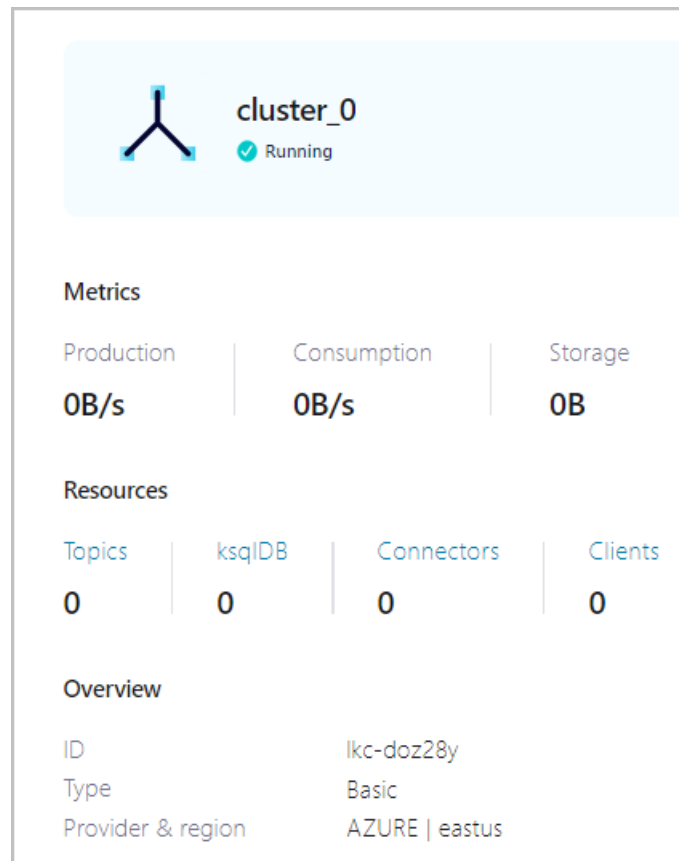 cluster_0
Running
Metrics
Production Consumption Storage
0B/s 0B/s 0B
Resources
Topics ksqlDB Connectors Clients
0 0 0 0
Overview
ID lkc-doz28y
Type Basic
Provider & region AZURE | eastus